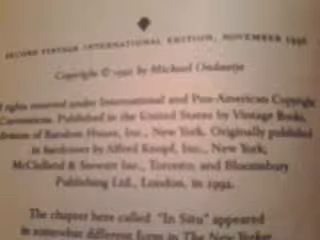 SECOND VINTAGE INTERNATIONAL EDITION, NOVEMBER 1996
Copyright © 1992 by Michael Ondaatje
rights reserved under International and Pan-American Copyright
Conventions. Published in the United States by Vintage Books,
division of Random House, Inc., New York. Originally published
in hardcover by Alfred Knopf, Inc., New York,
McClelland & Stewart Inc., Toronto and Bloomsbury
Publishing Ltd., London, in 1992.
The chapter here called "In Situ" appeared
in somewhat different form in The New Yorker